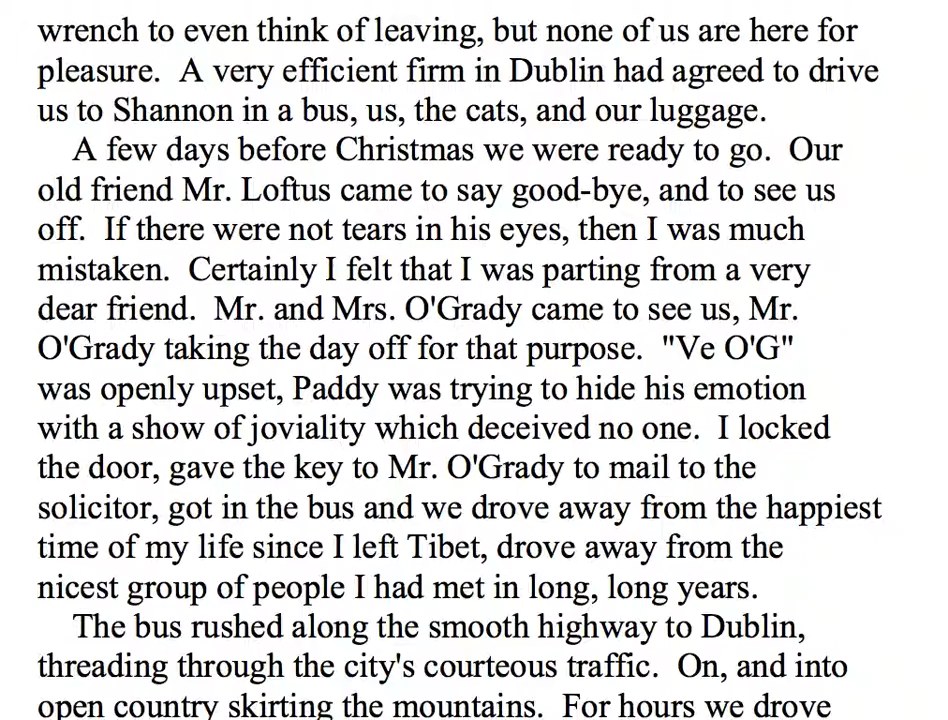 wrench to even think of leaving, but none of us are here for
pleasure.  A very efficient firm in Dublin had agreed to drive
us to Shannon in a bus, us, the cats, and our luggage.
A few days before Christmas we were ready to go.  Our
old friend Mr. Loftus came to say good-bye, and to see us
off.  If there were not tears in his eyes, then I was much
mistaken.  Certainly I felt that I was parting from a very
dear friend.  Mr. and Mrs. O'Grady came to see us, Mr.
O'Grady taking the day off for that purpose.  "Ve O'G"
was openly upset, Paddy was trying to hide his emotion
with a show of joviality which deceived no one.  I locked
the door, gave the key to Mr. O'Grady to mail to the
solicitor, got in the bus and we drove away from the happiest
time of my life since I left Tibet, drove away from the
nicest group of people I had met in long, long years.
The bus rushed along the smooth highway to Dublin,
threading through the city's courteous traffic.  On, and into
open country skirting the mountains.  For hours we drove